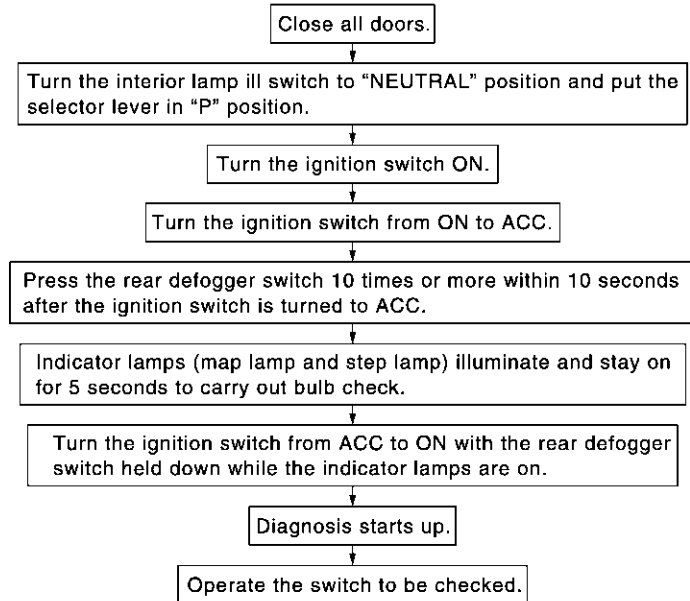 Close all doors.
Turn the interior lamp ill switch to “NEUTRAL” position and put the
selector lever in “P” position.
Turn the ignition switch ON.
Turn the ignition switch from ON to ACC.
Press the rear defogger switch 10 times or more within 10 seconds
after the ignition switch is turned to ACC.
Indicator lamps (map lamp and step lamp) illuminate and stay on
for 5 seconds to carry out bulb check.
Turn the ignition switch from ACC to ON with the rear defogger
switch held down while the indicator lamps are on.
Diagnosis starts up.
Operate the switch to be checked.